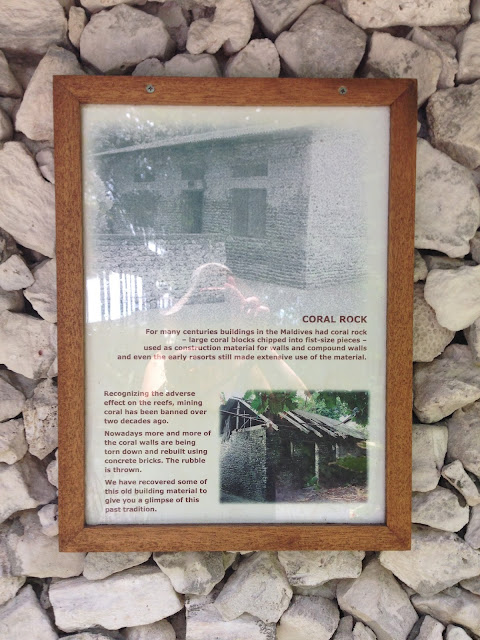 CORAL ROCK
For many centuries buildings in the Maldives had coral rock
– large coral blocks chipped into fist-size pieces –
used as construction material for walls and compound walls
and even the early resorts still made extensive use of the material.
Recognizing the adverse
effect on the reefs, mining
coral has been banned over
two decades ago.
Nowadays more and more of
the coral walls are being
torn down and rebuilt using
concrete bricks. The rubble
is thrown.
We have recovered some of
this old building material to
give you a glimpse of this
past tradition.